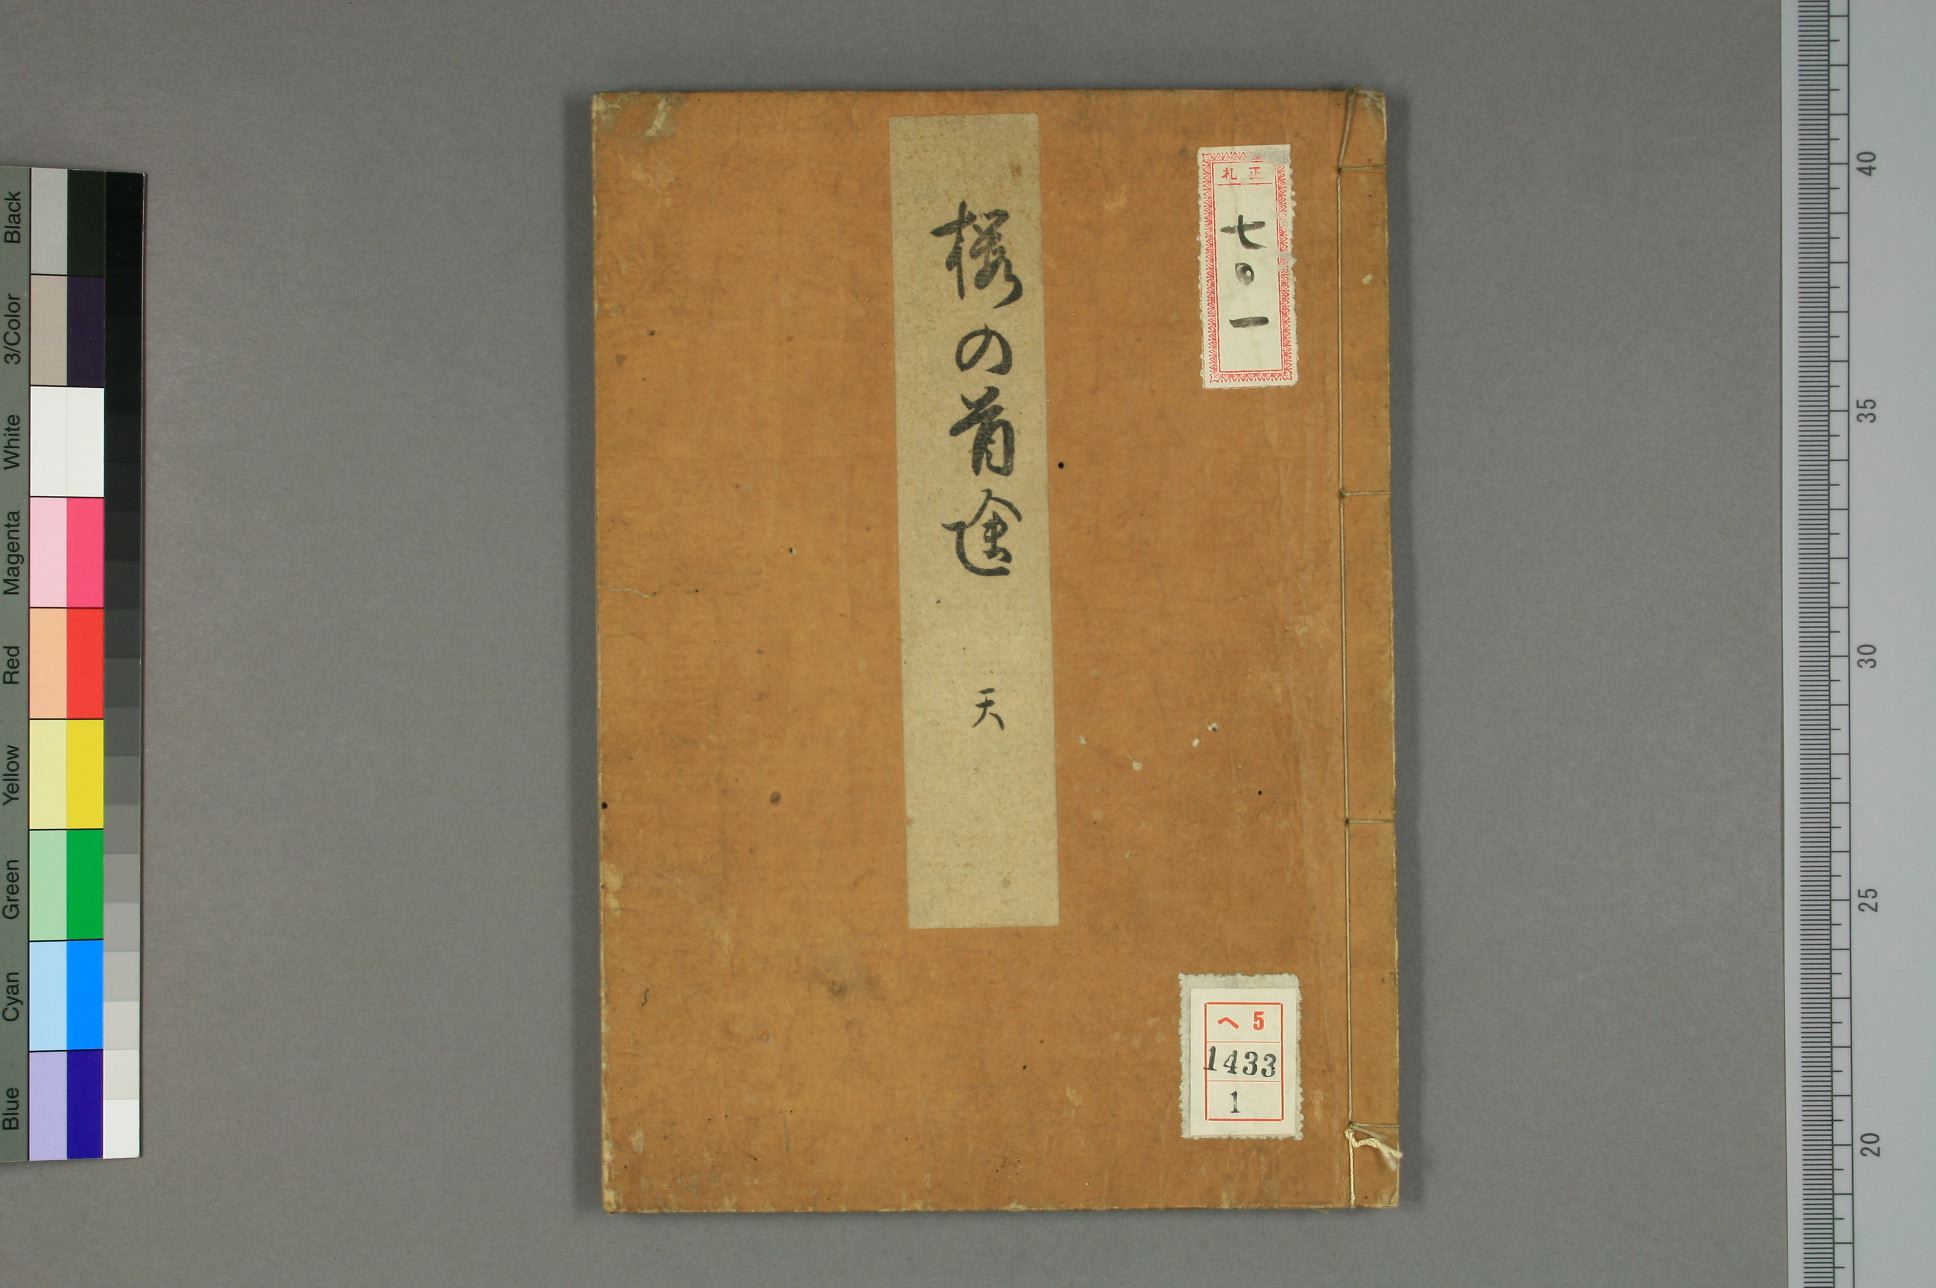 櫻の首途
天
正札
七〇一
へ 5
1433
1
Blue
Cyan
Green
Yellow
Red
Magenta
White
3/Color
Black
40
35
30
25
20